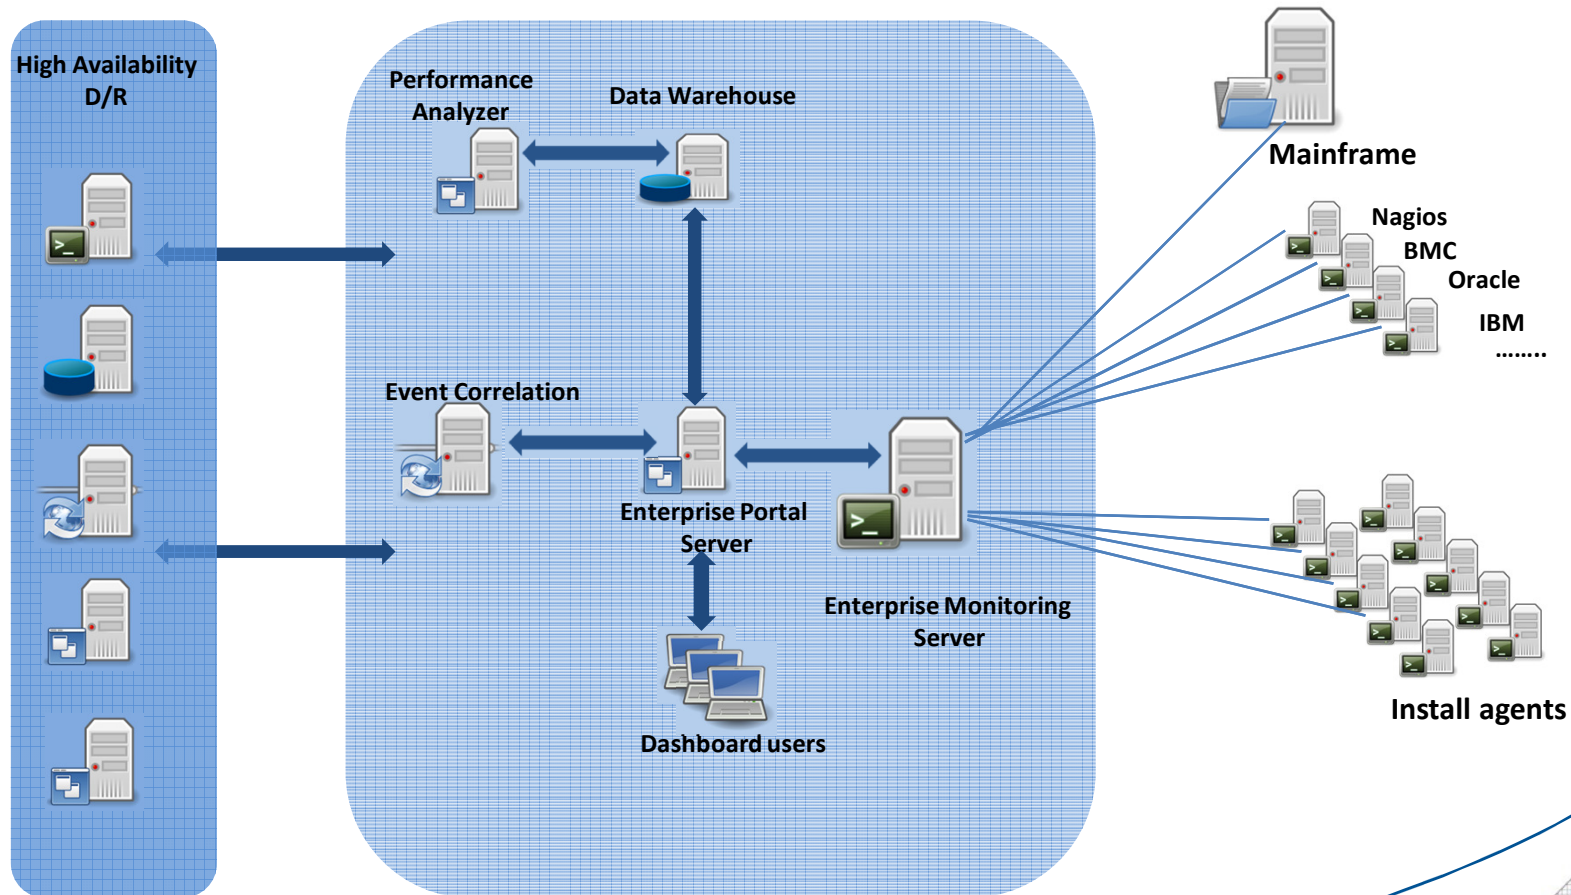 High Availability
D/R
Performance
Analyzer
Data Warehouse
Event Correlation
Enterprise Portal
Server
Enterprise Monitoring
Server
Dashboard users
Mainframe
Nagios
BMC
Oracle
IBM
........
Install agents